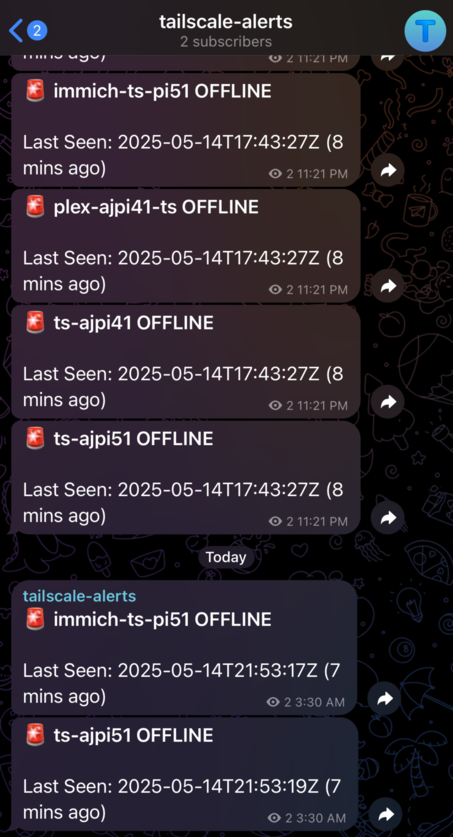 2
tailscale-alerts
2 subscribers
T
mins ago)
2 11:21 PM
🚨 immich-ts-pi51 OFFLINE
Last Seen: 2025-05-14T17:43:27Z (8
mins ago)
2 11:21 PM
🚨 plex-ajpi41-ts OFFLINE
Last Seen: 2025-05-14T17:43:27Z (8
mins ago)
2 11:21 PM
🚨 ts-ajpi41 OFFLINE
Last Seen: 2025-05-14T17:43:27Z (8
mins ago)
2 11:21 PM
🚨 ts-ajpi51 OFFLINE
Last Seen: 2025-05-14T17:43:27Z (8
mins ago)
2 11:21 PM
Today
tailscale-alerts
🚨 immich-ts-pi51 OFFLINE
Last Seen: 2025-05-14T21:53:17Z (7
mins ago)
2 3:30 AM
🚨 ts-ajpi51 OFFLINE
Last Seen: 2025-05-14T21:53:19Z (7
mins ago)
2 3:30 AM